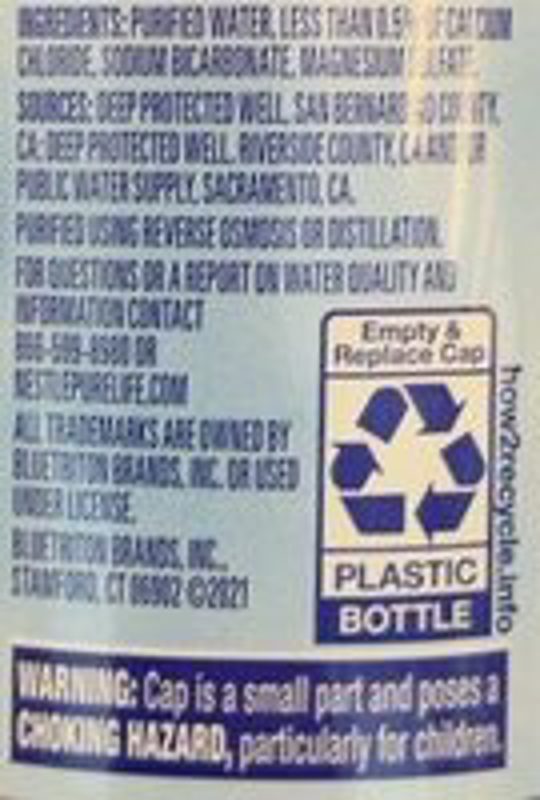 INGREDIENTS: PURIFIED WATER, LESS THAN 0.5% OF CALCIUM
CHLORIDE, SODIUM BICARBONATE, MAGNESIUM SULFATE.
SOURCES: DEEP PROTECTED WELL, SAN BERNARDINO COUNTY,
CA; DEEP PROTECTED WELL, RIVERSIDE COUNTY, CA AND/OR
PUBLIC WATER SUPPLY, SACRAMENTO, CA.
PURIFIED USING REVERSE OSMOSIS OR DISTILLATION.
FOR QUESTIONS OR A REPORT ON WATER QUALITY AND
INFORMATION CONTACT
OR
NESTLEPURELIFE.COM
ALL TRADEMARKS ARE OWNED BY
BLUETRITON BRANDS, INC. OR USED
UNDER LICENSE.
BLUETRITON BRANDS, INC.,
STAMFORD, CT 06902 ©2021
Empty &
Replace Cap
PLASTIC
BOTTLE
how2recycle.info
WARNING: Cap is a small part and poses a
CHOKING HAZARD, particularly for children.